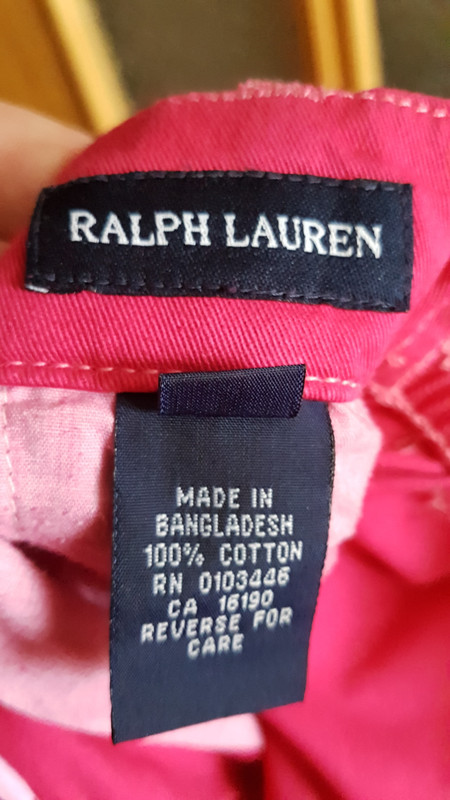 RALPH LAUREN
MADE IN
BANGLADESH
100% COTTON
RN 0103446
CA 16190
REVERSE FOR
CARE